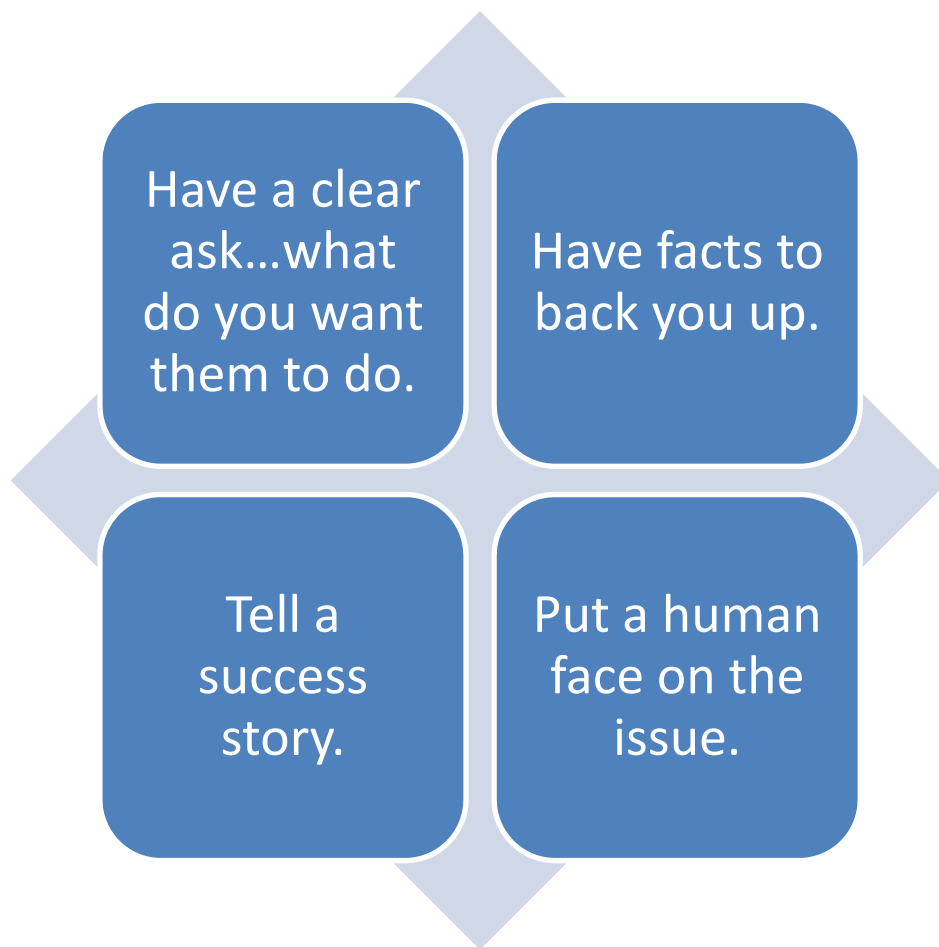 Have a clear
ask...what
do you want
them to do.
Have facts to
back you up.
Tell a
success
story.
Put a human
face on the
issue.